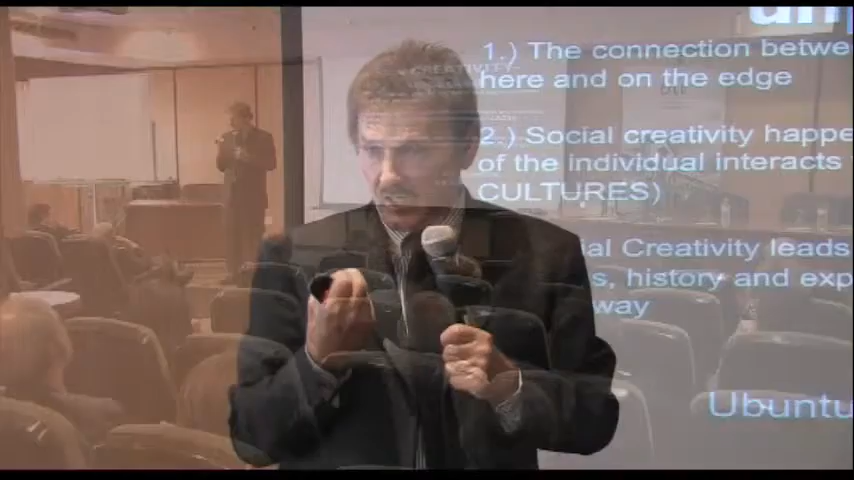 1.) The connection betwe
here and on the edge
2.) Social creativity happe
of the individual interacts
CULTURES)
ial Creativity leads
s, history and exp
way
Ubuntu